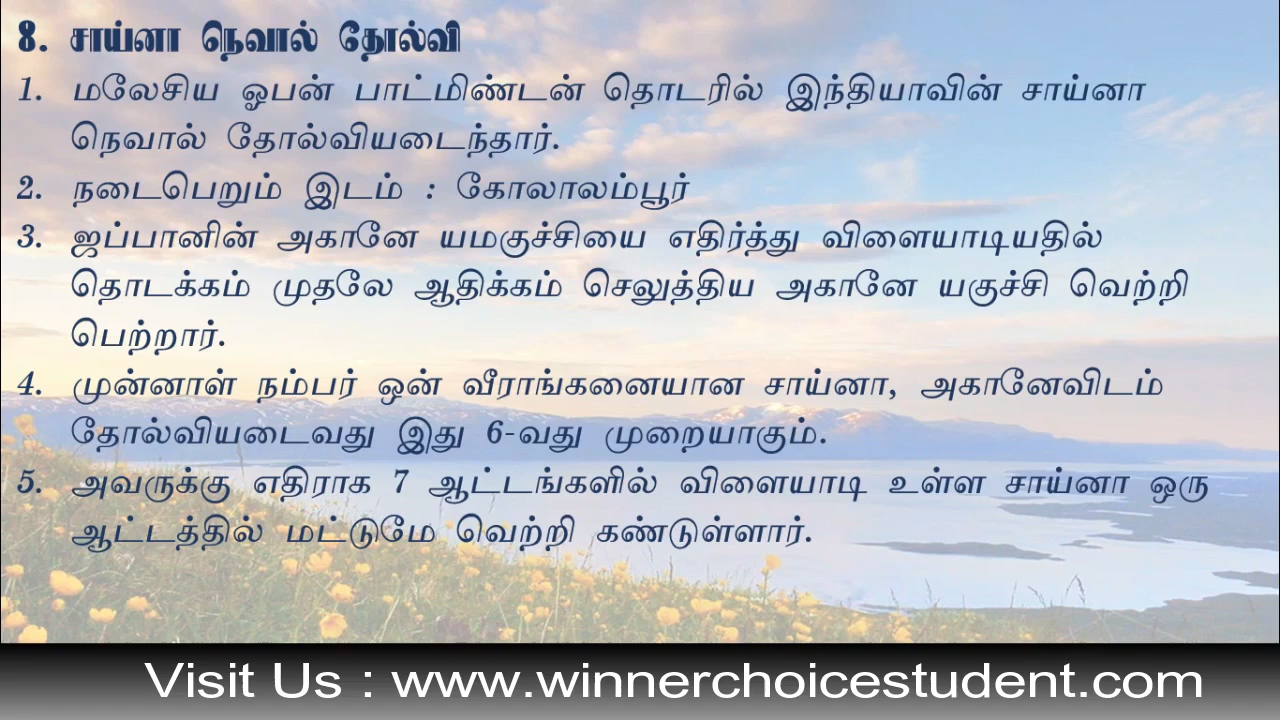 8. சாய்னா நெவால் தோல்வி
1. மலேசிய ஓபன் பாட்மிண்டன் தொடரில் இந்தியாவின் சாய்னா
நெவால் தோல்வியடைந்தார்.
2. நடைபெறும் இடம் : கோலாலம்பூர்
3. ஜப்பானின் அகானே யமகுச்சியை எதிர்த்து விளையாடியதில்
தொடக்கம் முதலே ஆதிக்கம் செலுத்திய அகானே யகுச்சி வெற்றி
பெற்றார்.
4. முன்னாள் நம்பர் ஒன் வீராங்கனையான சாய்னா, அகானேவிடம்
தோல்வியடைவது இது 6-வது முறையாகும்.
5. அவருக்கு எதிராக 7 ஆட்டங்களில் விளையாடி உள்ள சாய்னா ஒரு
ஆட்டத்தில் மட்டுமே வெற்றி கண்டுள்ளார்.
Visit Us : www.winnerchoicestudent.com